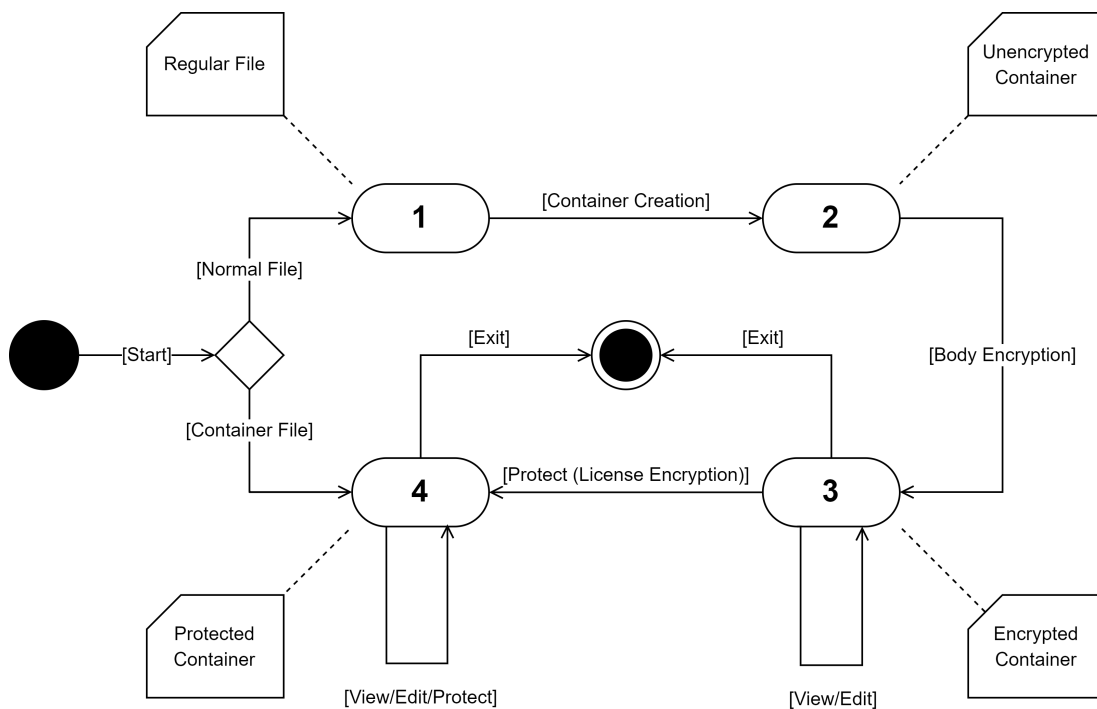 Regular File
Unencrypted
Container
1
[Container Creation]
2
[Normal File]
[Start]
[Exit]
[Exit]
[Body Encryption]
[Container File]
4
[Protect (License Encryption)]
3
Protected
Container
Encrypted
Container
[View/Edit/Protect]
[View/Edit]